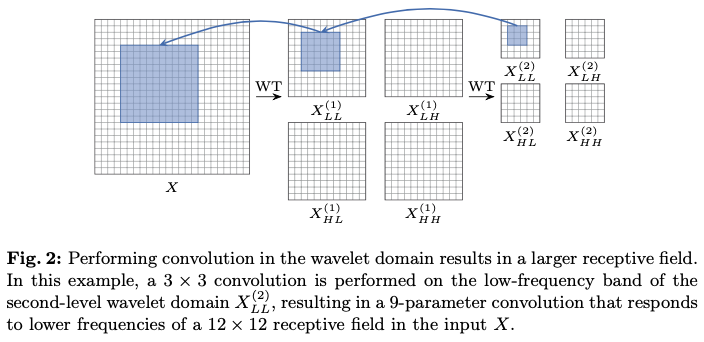 WT
WT
X
X_{LL}^{(1)}
X_{LH}^{(1)}
X_{HL}^{(1)}
X_{HH}^{(1)}
X_{LL}^{(2)}
X_{LH}^{(2)}
X_{HL}^{(2)}
X_{HH}^{(2)}
Fig. 2: Performing convolution in the wavelet domain results in a larger receptive field.
In this example, a 3 × 3 convolution is performed on the low-frequency band of the
second-level wavelet domain X_{LL}^{(2)}, resulting in a 9-parameter convolution that responds
to lower frequencies of a 12 × 12 receptive field in the input X.